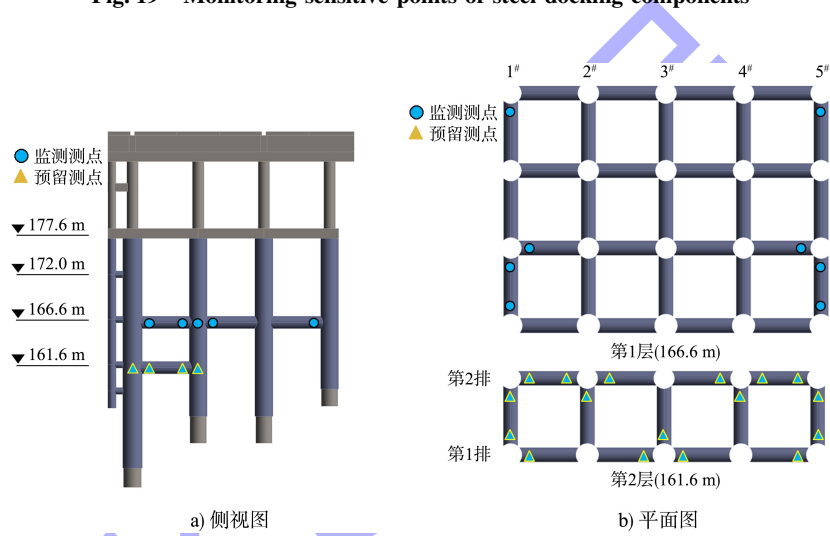 Fig. 19 Monitoring sensitive points of steel docking components
监测测点
预留测点
177.6 m
172.0 m
166.6 m
161.6 m
a) 侧视图
1# 2# 3# 4# 5#
监测测点
预留测点
第1层(166.6 m)
第2排
第1排
第2层(161.6 m)
b) 平面图